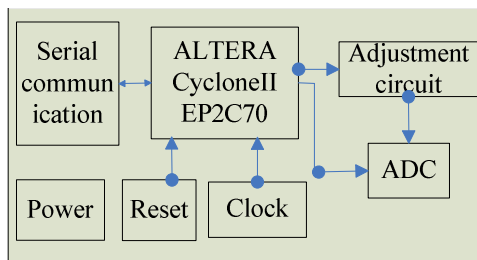 Serial
commun
ication
ALTERA
CycloneII
EP2C70
Adjustment
circuit
ADC
Power
Reset
Clock